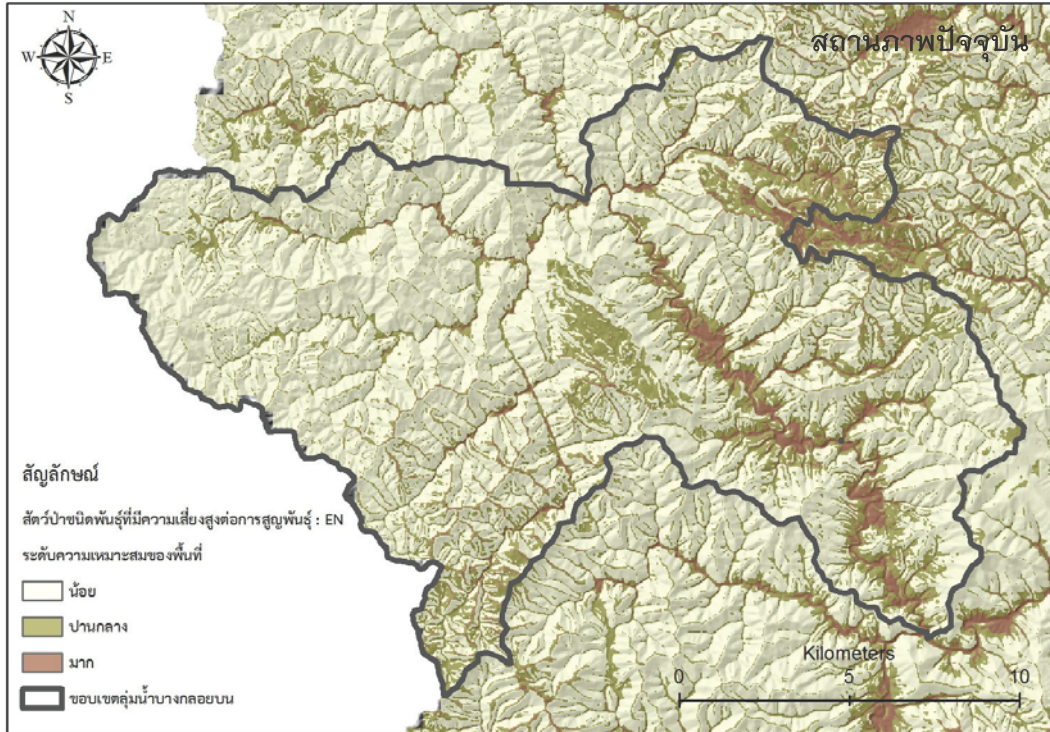 N
W E
S
สถานภาพปัจจุบัน
สัญลักษณ์
สัตว์ป่าชนิดพันธุ์ที่มีความเสี่ยงสูงต่อการสูญพันธุ์ : EN
ระดับความเหมาะสมของพื้นที่
น้อย
ปานกลาง
มาก
ขอบเขตลุ่มน้ำบางกลอยบน
Kilometers
0 5 10